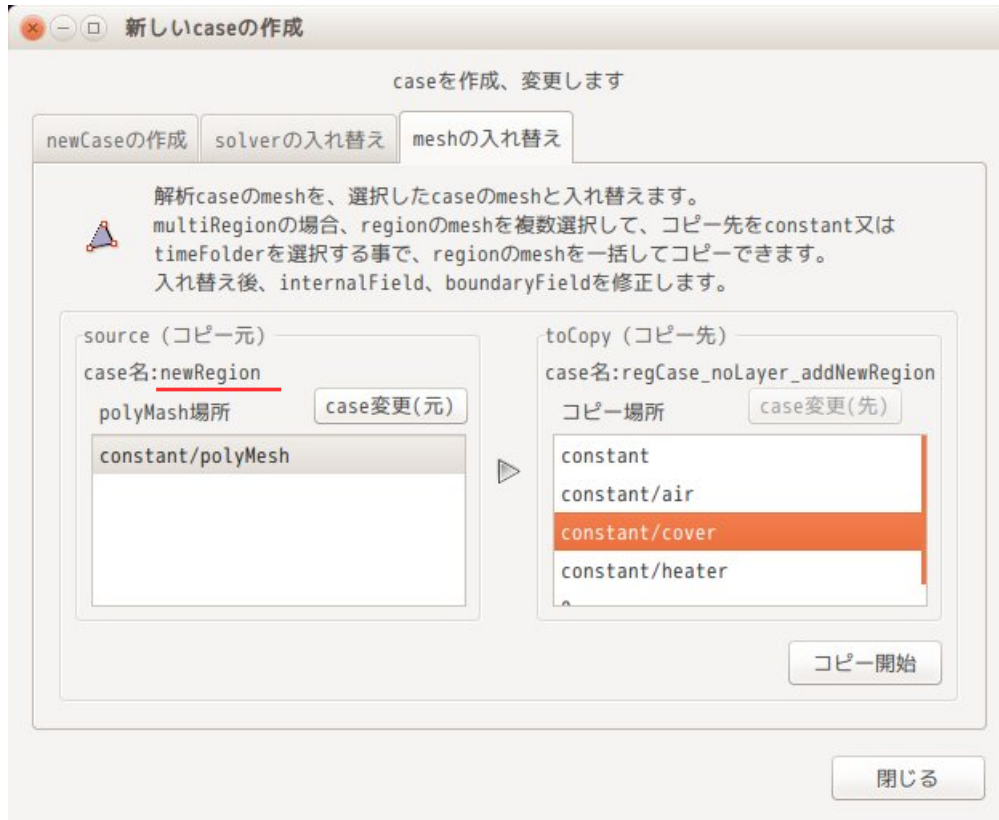 新しいcaseの作成
caseを作成、変更します
newCaseの作成
solverの入れ替え
meshの入れ替え
解析caseのmeshを、選択したcaseのmeshと入れ替えます。
multiRegionの場合、regionのmeshを複数選択して、コピー先をconstant又は
timeFolderを選択する事で、regionのmeshを一括してコピーできます。
入れ替え後、internalField、boundaryFieldを修正します。
source (コピー元)
case名:newRegion
polyMash場所
case変更(元)
constant/polyMesh
toCopy (コピー先)
case名:regCase_noLayer_addNewRegion
コピー場所
case変更(先)
constant
constant/air
constant/cover
constant/heater
コピー開始
閉じる